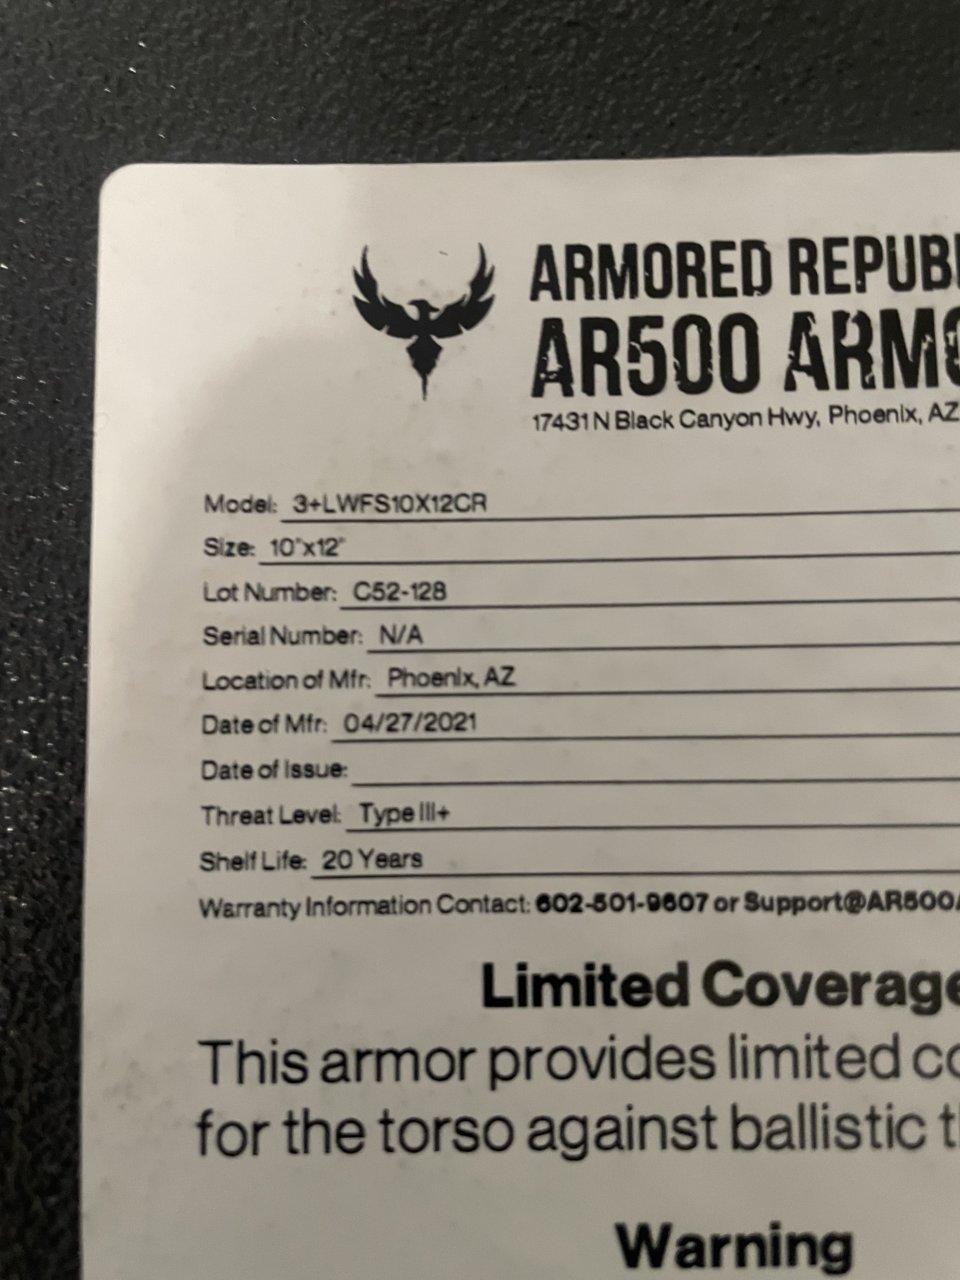 ARMORED REPUB
AR500 ARMO
17431 N Black Canyon Hwy, Phoenix, AZ
Model: 3+LWFS10X12CR
Size: 10"x12"
Lot Number: C52-128
Serial Number: N/A
Location of Mfr: Phoenix, AZ
Date of Mfr: 04/27/2021
Date of Issue:
Threat Level: Type III+
Shelf Life: 20 Years
Warranty Information Contact: 602-501-9607 or Support@AR500
Limited Coverage
This armor provides limited co
for the torso against ballistic t
Warning